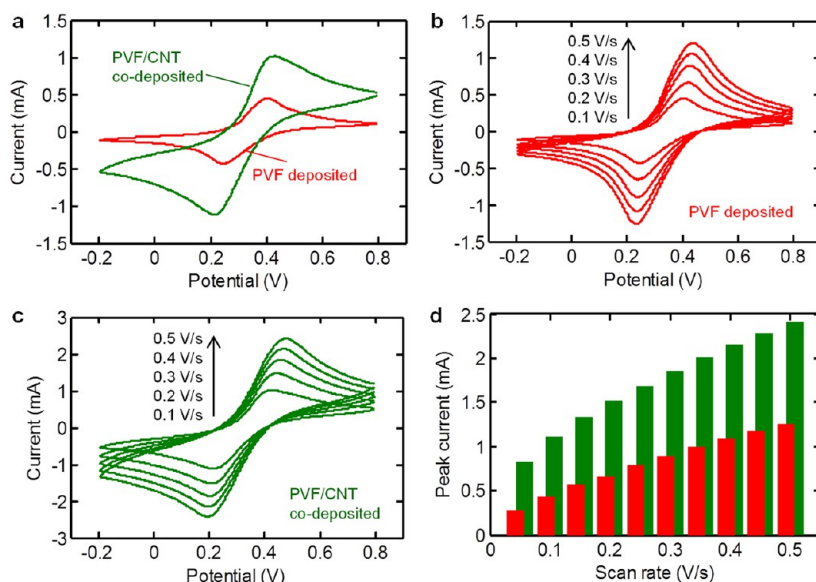 a
1.5
1
0.5
0
-0.5
-1
-1.5
Current (mA)
PVF/CNT
co-deposited
PVF deposited
-0.2 0 0.2 0.4 0.6 0.8
Potential (V)
b
1.5
1
0.5
0
-0.5
-1
-1.5
Current (mA)
0.5 V/s
0.4 V/s
0.3 V/s
0.2 V/s
0.1 V/s
PVF deposited
-0.2 0 0.2 0.4 0.6 0.8
Potential (V)
c
3
2
1
0
-1
-2
-3
Current (mA)
0.5 V/s
0.4 V/s
0.3 V/s
0.2 V/s
0.1 V/s
PVF/CNT
co-deposited
-0.2 0 0.2 0.4 0.6 0.8
Potential (V)
d
2.5
2
1.5
1
0.5
0
Peak current (mA)
0 0.1 0.2 0.3 0.4 0.5
Scan rate (V/s)